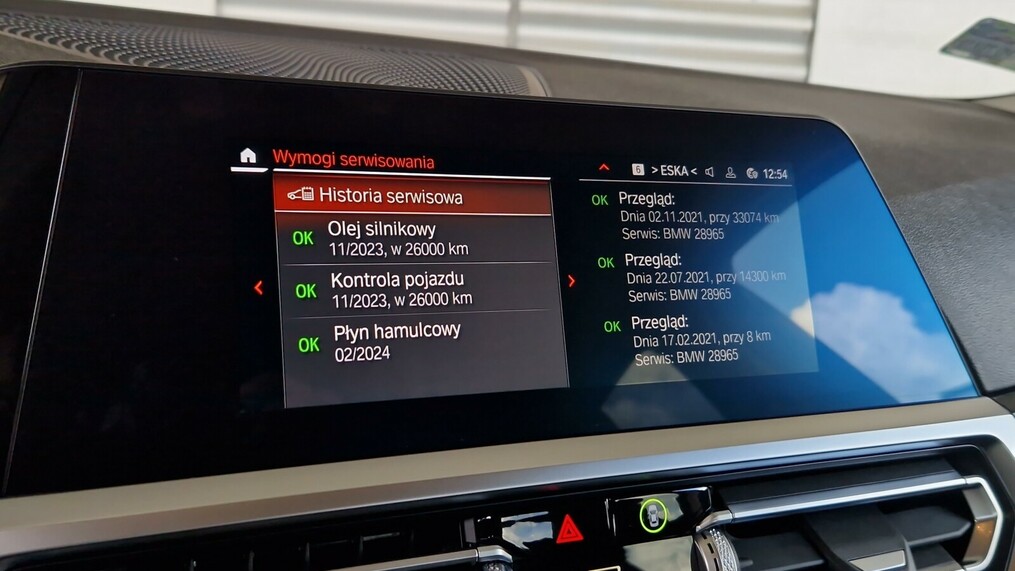 Wymogi serwisowania
6 >ESKA< 12:54
Historia serwisowa
OK Olej silnikowy
11/2023, w 26000 km
OK Kontrola pojazdu
11/2023, w 26000 km
OK Płyn hamulcowy
02/2024
OK Przegląd:
Dnia 02.11.2021, przy 33074 km
Serwis: BMW 28965
OK Przegląd:
Dnia 22.07.2021, przy 14300 km
Serwis: BMW 28965
OK Przegląd:
Dnia 17.02.2021, przy 8 km
Serwis: BMW 28965